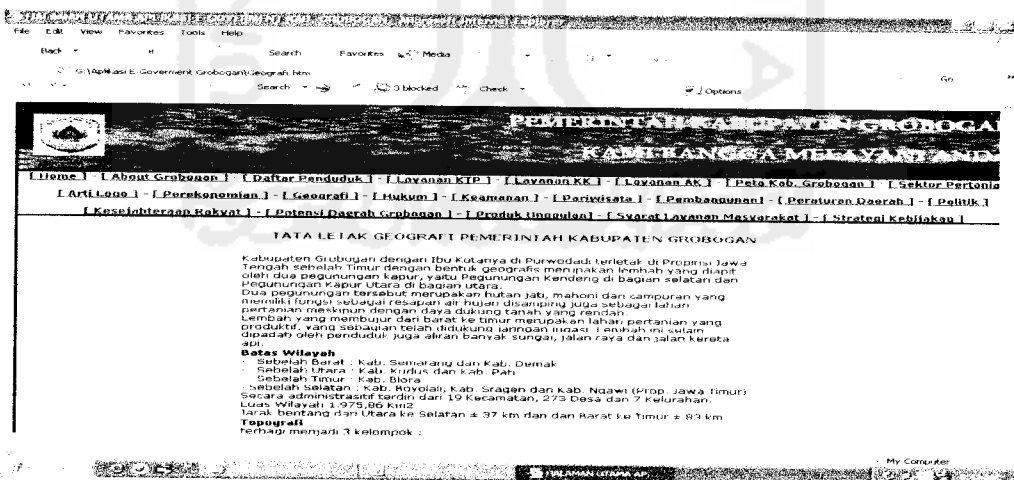 File Edit View Favorites Tools Help
Back Search Favorites Media
G:\Aplikasi E-Goverment Grobogan\Geografi.htm Go
Search 3 blocked Check Options
PEMERINTAH KABUPATEN GROBOGA
KAMI BANGGA MELAYANI AND
[ Home ] - [ About Grobogan ] - [ Daftar Penduduk ] - [ Layanan KTP ] - [ Layanan KK ] - [ Layanan AK ] - [ Peta Kab. Grobogan ] - [ Sektor Pertania
[ Arti Logo ] - [ Perekonomian ] - [ Geografi ] - [ Hukum ] - [ Keamanan ] - [ Pariwisata ] - [ Pembangunan] - [ Peraturan Daerah ] - [ Politik ]
[ Kesejahteraan Rakyat ] - [ Potensi Daerah Grobogan ] - [ Produk Unggulan] - [ Syarat Layanan Masyarakat ] - [ Strategi Kebijakan ]
TATA LETAK GEOGRAFI PEMERINTAH KABUPATEN GROBOGAN
Kabupaten Grobogan dengan Ibu Kotanya di Purwodadi terletak di Propinsi Jawa
Tengah sebelah Timur dengan bentuk geografis merupakan lembah yang diapit
oleh dua pegunungan kapur, yaitu Pegunungan Kendeng di bagian selatan dan
Pegunungan Kapur Utara di bagian utara.
Dua pegunungan tersebut merupakan hutan jati, mahoni dan campuran yang
memiliki fungsi sebagai resapan air hujan disamping juga sebagai lahan
pertanian meskipun dengan daya dukung tanah yang rendah.
Lembah yang membujur dari barat ke timur merupakan lahan pertanian yang
produktif, yang sebagian telah didukung jaringan irigasi. Lembah ini selain
dipadati oleh penduduk juga aliran banyak sungai, jalan raya dan jalan kereta
api.
Batas Wilayah
- Sebelah Barat : Kab. Semarang dan Kab. Demak
- Sebelah Utara : Kab. Kudus dan Kab. Pati
- Sebelah Timur : Kab. Blora
- Sebelah Selatan : Kab. Boyolali, Kab. Sragen dan Kab. Ngawi (Prop. Jawa Timur)
Secara administrasitif terdiri dari 19 Kecamatan, 273 Desa dan 7 Kelurahan.
Luas Wilayah 1.975,86 Km2
Jarak bentang dari Utara ke Selatan ± 37 km dan dari Barat ke Timur ± 83 km
Topografi
terbagi menjadi 3 kelompok :
My Computer
HALAMAN UTAMA